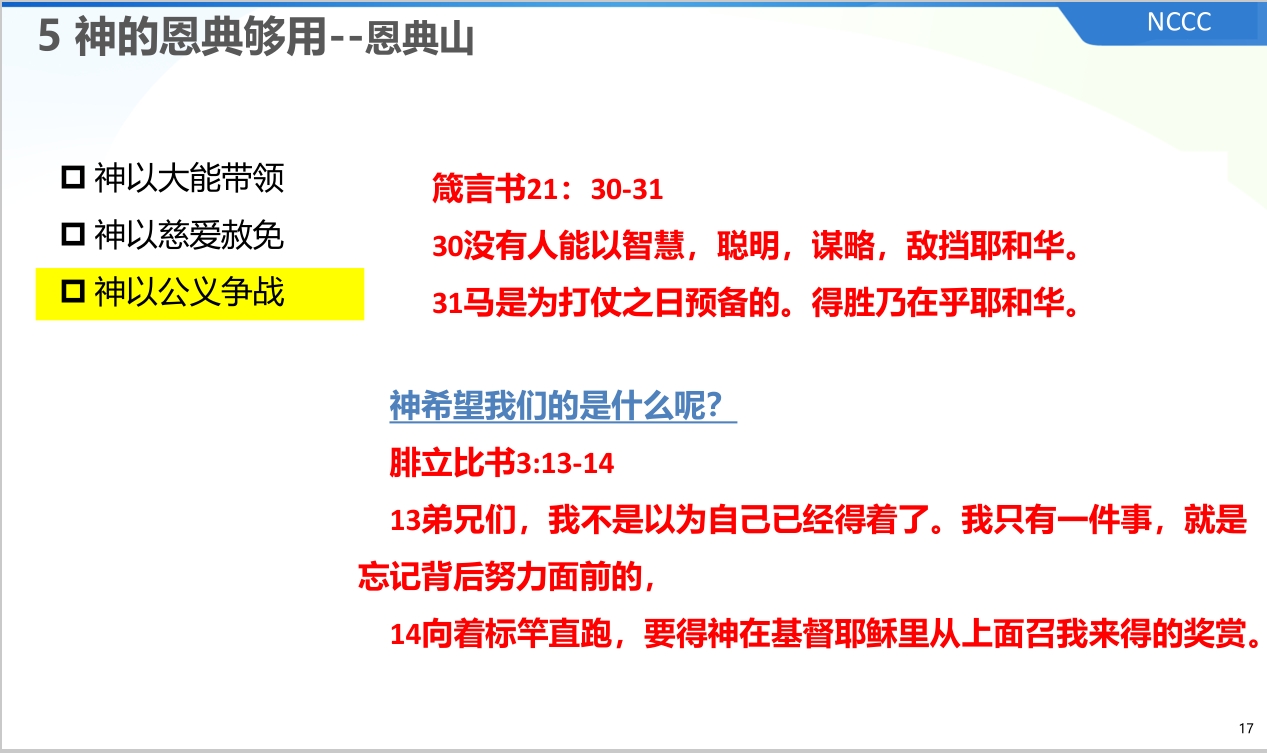 5 神的恩典够用--恩典山
NCCC
神以大能带领
神以慈爱赦免
神以公义争战
箴言书21：30-31
30没有人能以智慧，聪明，谋略，敌挡耶和华。
31马是为打仗之日预备的。得胜乃在乎耶和华。
神希望我们的是什么呢？
腓立比书3:13-14
13弟兄们，我不是以为自己已经得着了。我只有一件事，就是
忘记背后努力面前的，
14向着标竿直跑，要得神在基督耶稣里从上面召我来得的奖赏。
17